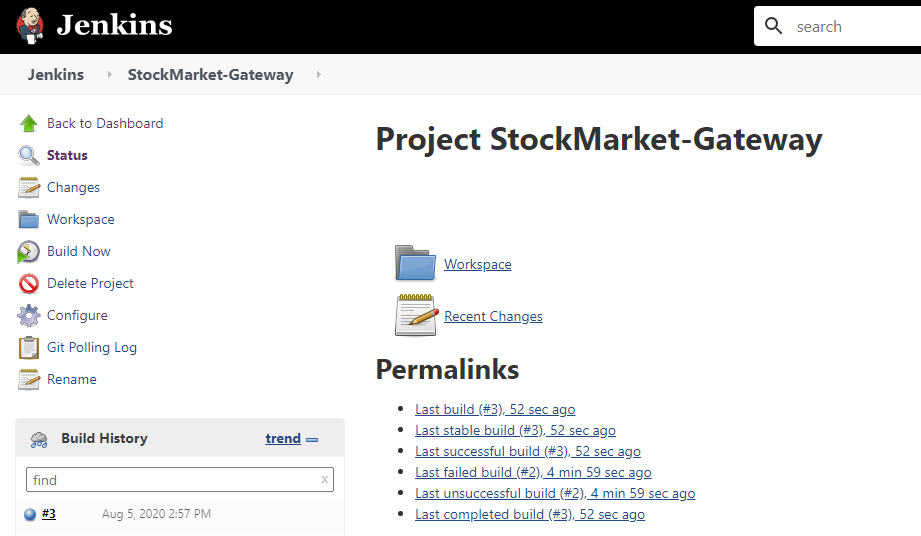 Jenkins
search
Jenkins StockMarket-Gateway
Back to Dashboard
Status
Changes
Workspace
Build Now
Delete Project
Configure
Git Polling Log
Rename
Build History trend
find x
#3 Aug 5, 2020 2:57 PM
Project StockMarket-Gateway
Workspace
Recent Changes
Permalinks
Last build (#3), 52 sec ago
Last stable build (#3), 52 sec ago
Last successful build (#3), 52 sec ago
Last failed build (#2), 4 min 59 sec ago
Last unsuccessful build (#2), 4 min 59 sec ago
Last completed build (#3), 52 sec ago